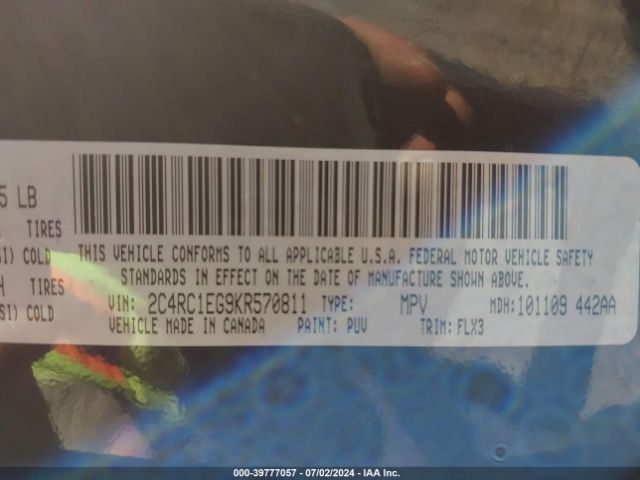 5 LB
TIRES
SI) COLD
TIRES
SI) COLD
THIS VEHICLE CONFORMS TO ALL APPLICABLE U.S.A. FEDERAL MOTOR VEHICLE SAFETY
STANDARDS IN EFFECT ON THE DATE OF MANUFACTURE SHOWN ABOVE.
VIN: 2C4RC1EG9KR570811 TYPE: MPV MDH:101109 442AA
VEHICLE MADE IN CANADA PAINT: PUV TRIM: FLX3
000-39777057 - 07/02/2024 - IAA Inc.